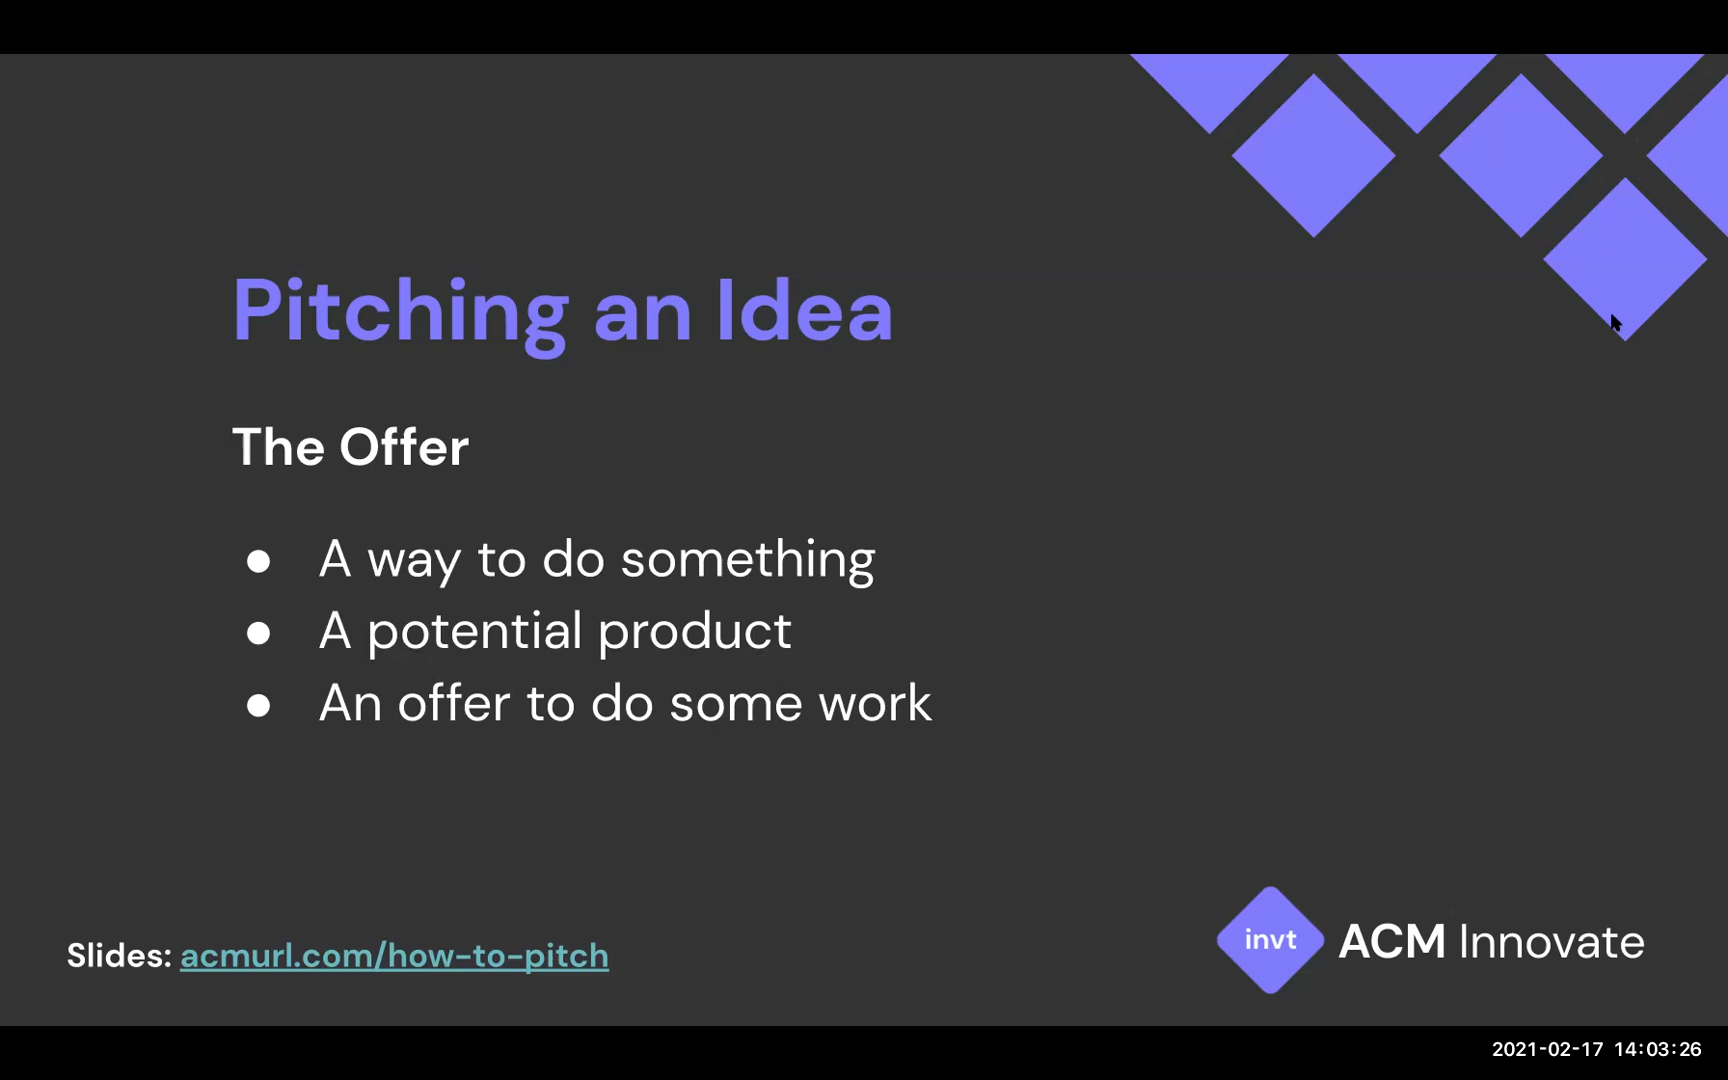 Pitching an Idea
The Offer
● A way to do something
● A potential product
● An offer to do some work
Slides: acmurl.com/how-to-pitch
invt ACM Innovate
2021-02-17 14:03:26